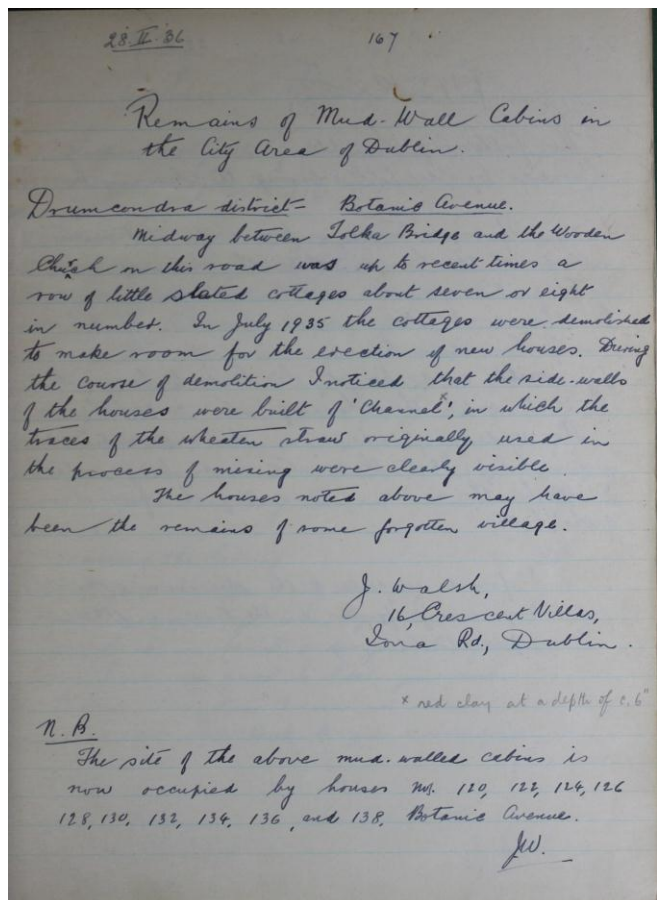 28.II.36
167
Remains of Mud-Wall Cabins in
the City Area of Dublin.
Drumcondra district - Botanic Avenue.
Midway between Tolka Bridge and the Wooden
Church on this road was up to recent times a
row of little slated cottages about seven or eight
in number. In July 1935 the cottages were demolished
to make room for the erection of new houses. During
the course of demolition I noticed that the side-walls
of the houses were built of 'Channel'ˣ, in which the
traces of the wheaten straw originally used in
the process of mixing were clearly visible.
The houses noted above may have
been the remains of some forgotten village.
J. Walsh,
16, Crescent Villas,
Iona Rd., Dublin.
x red clay at a depth of c. 6"
N.B.
The site of the above mud-walled cabins is
now occupied by houses Nos. 120, 122, 124, 126
128, 130, 132, 134, 136, and 138, Botanic Avenue.
JW.